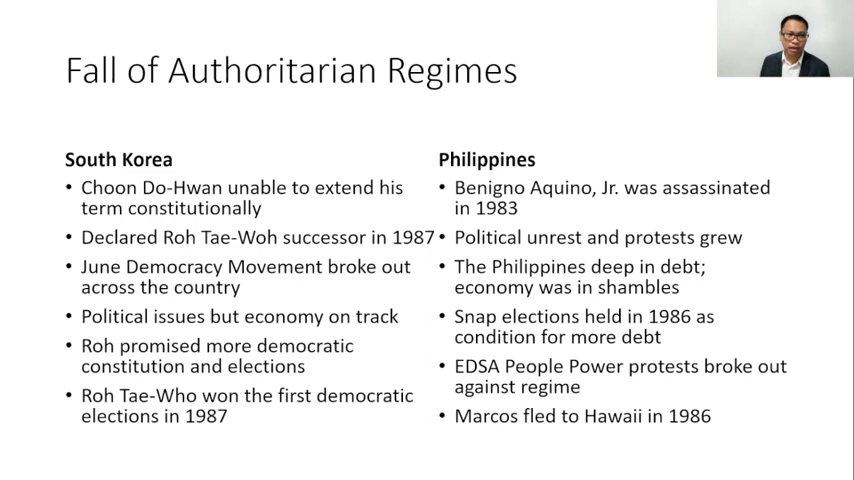 Fall of Authoritarian Regimes
South Korea
• Choon Do-Hwan unable to extend his
term constitutionally
• Declared Roh Tae-Woh successor in 1987
• June Democracy Movement broke out
across the country
• Political issues but economy on track
• Roh promised more democratic
constitution and elections
• Roh Tae-Who won the first democratic
elections in 1987
Philippines
• Benigno Aquino, Jr. was assassinated
in 1983
• Political unrest and protests grew
• The Philippines deep in debt;
economy was in shambles
• Snap elections held in 1986 as
condition for more debt
• EDSA People Power protests broke out
against regime
• Marcos fled to Hawaii in 1986